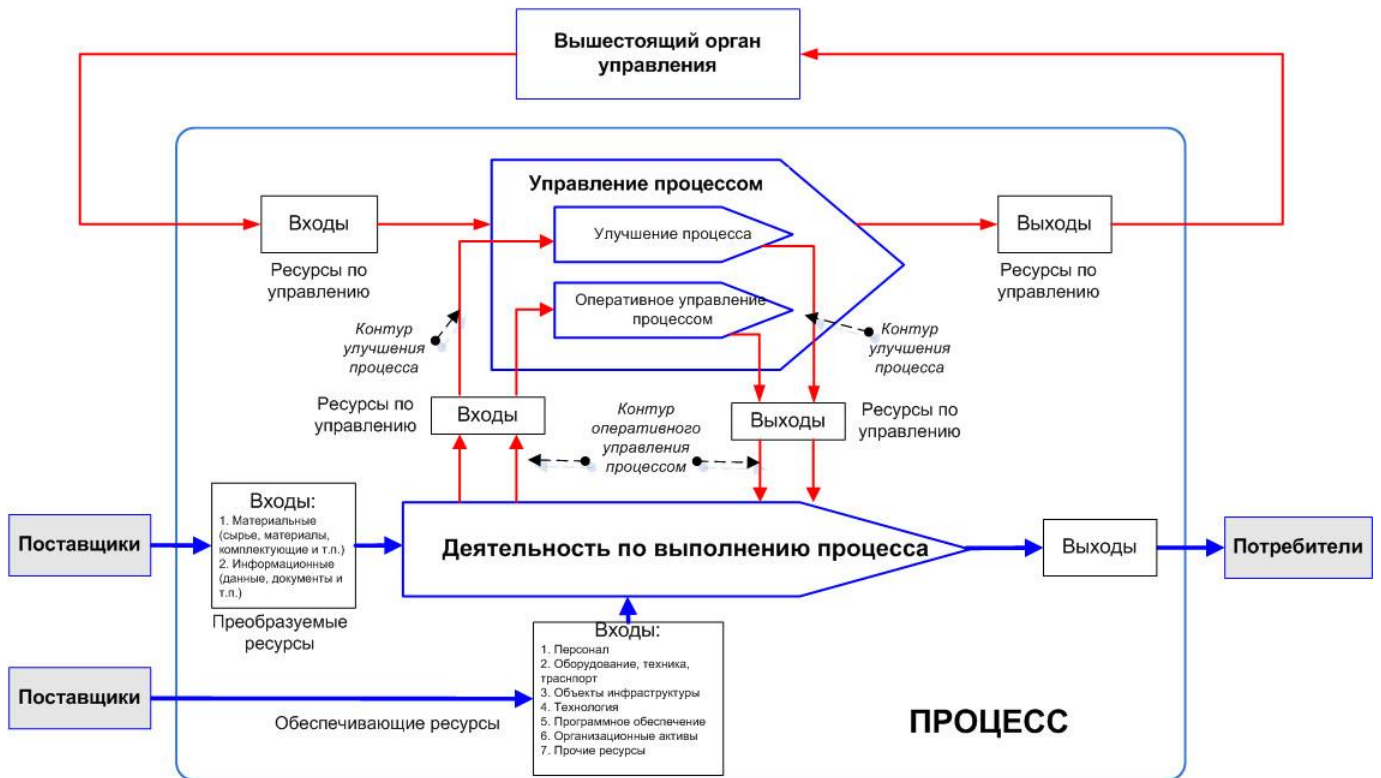 Вышестоящий орган
управления
Управление процессом
Входы
Улучшение процесса
Выходы
Ресурсы по
управлению
Ресурсы по
управлению
Оперативное управление
процессом
Контур
улучшения
процесса
Контур
улучшения
процесса
Ресурсы по
управлению
Входы
Контур
оперативного
управления
процессом
Выходы
Ресурсы по
управлению
Поставщики
Входы:
1. Материальные
(сырье, материалы,
комплектующие и т.п.)
2. Информационные
(данные, документы и
т.п.)
Преобразуемые
ресурсы
Деятельность по выполнению процесса
Выходы
Потребители
Поставщики
Обеспечивающие ресурсы
Входы:
1. Персонал
2. Оборудование, техника,
траснпорт
3. Объекты инфраструктуры
4. Технология
5. Программное обеспечение
6. Организационные активы
7. Прочие ресурсы
ПРОЦЕСС